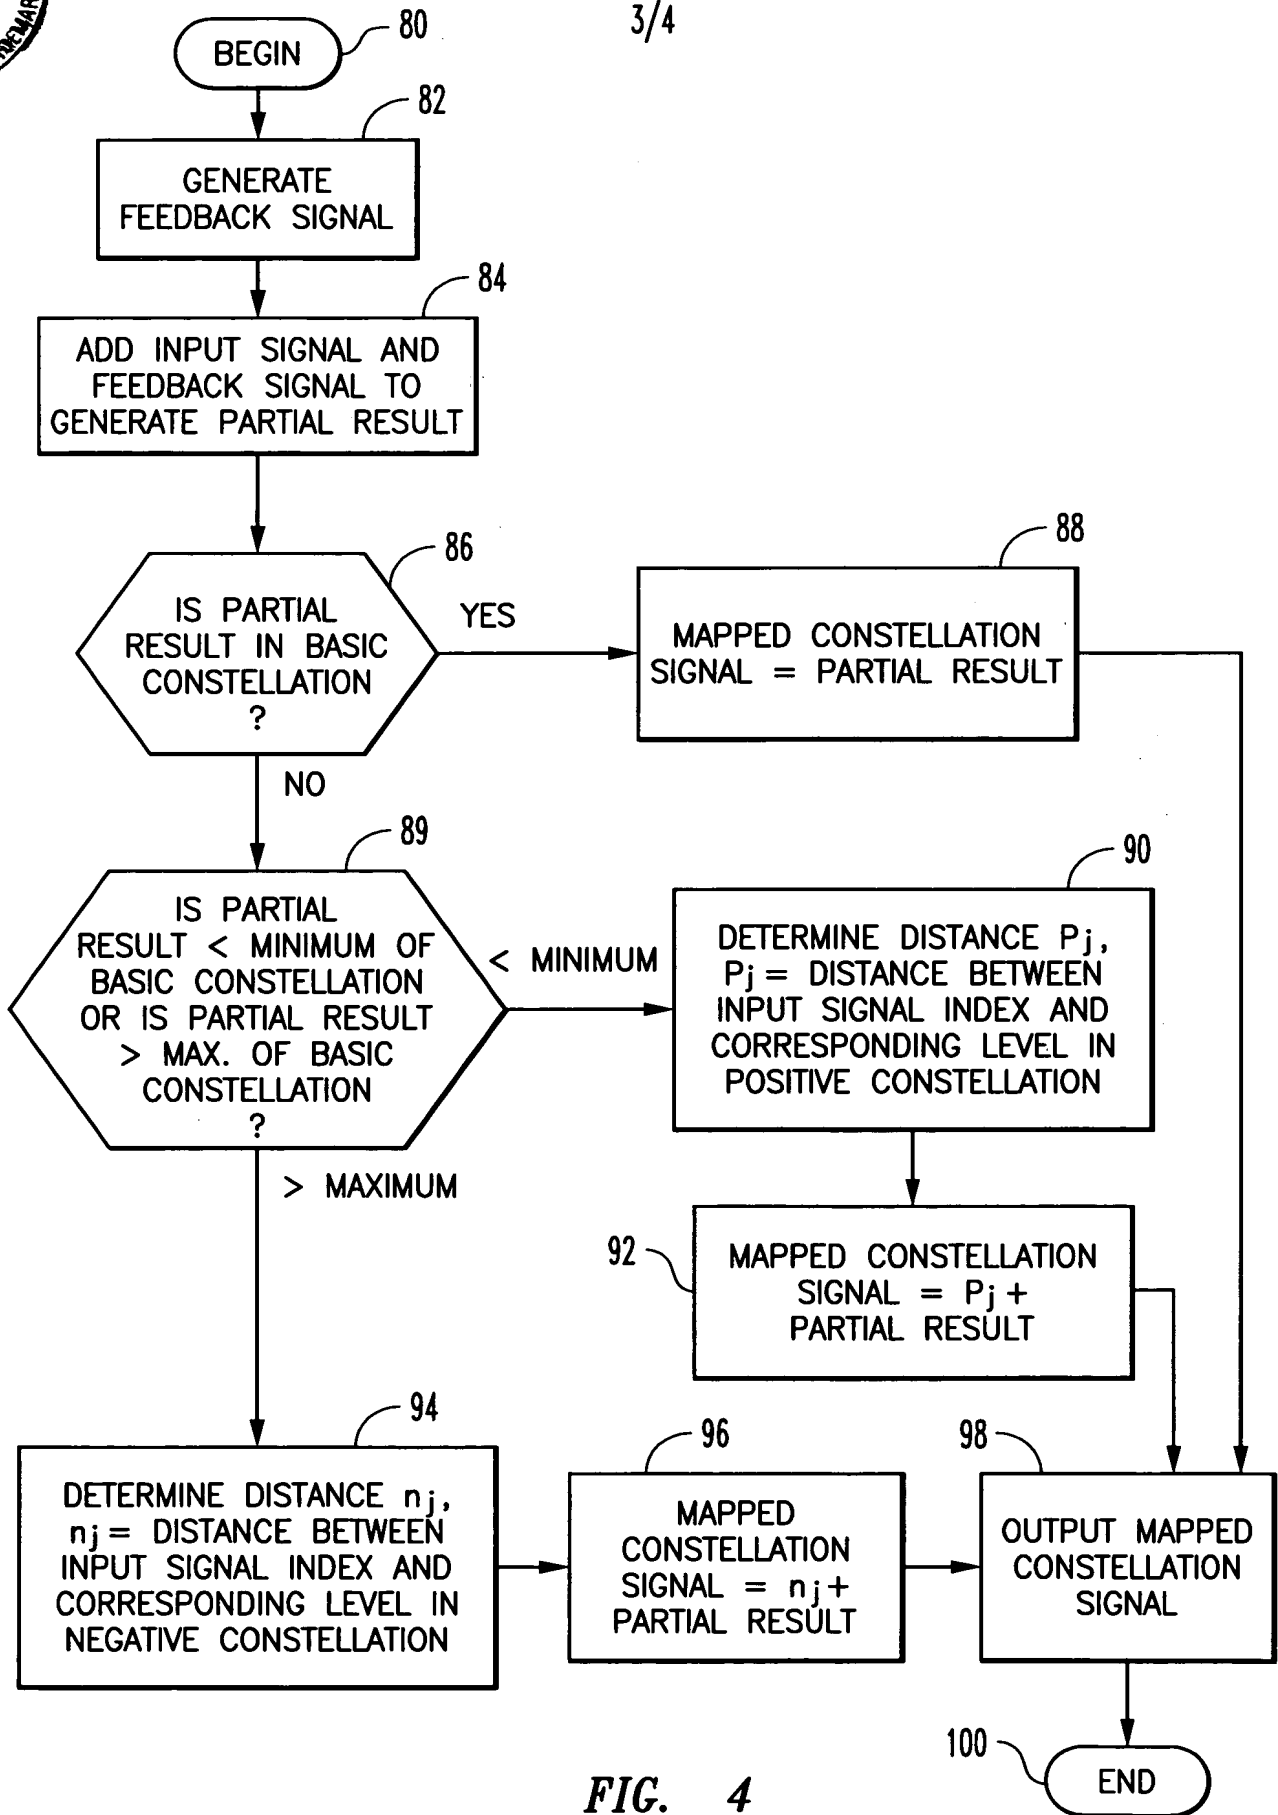 3/4
BEGIN
80
82
GENERATE
FEEDBACK SIGNAL
84
ADD INPUT SIGNAL AND
FEEDBACK SIGNAL TO
GENERATE PARTIAL RESULT
86
IS PARTIAL
RESULT IN BASIC
CONSTELLATION
?
YES
88
MAPPED CONSTELLATION
SIGNAL = PARTIAL RESULT
NO
89
IS PARTIAL
RESULT < MINIMUM OF
BASIC CONSTELLATION
OR IS PARTIAL RESULT
> MAX. OF BASIC
CONSTELLATION
?
< MINIMUM
90
DETERMINE DISTANCE Pj,
Pj = DISTANCE BETWEEN
INPUT SIGNAL INDEX AND
CORRESPONDING LEVEL IN
POSITIVE CONSTELLATION
> MAXIMUM
92
MAPPED CONSTELLATION
SIGNAL = Pj +
PARTIAL RESULT
94
DETERMINE DISTANCE nj,
nj = DISTANCE BETWEEN
INPUT SIGNAL INDEX AND
CORRESPONDING LEVEL IN
NEGATIVE CONSTELLATION
96
MAPPED
CONSTELLATION
SIGNAL = nj +
PARTIAL RESULT
98
OUTPUT MAPPED
CONSTELLATION
SIGNAL
100
END
FIG. 4